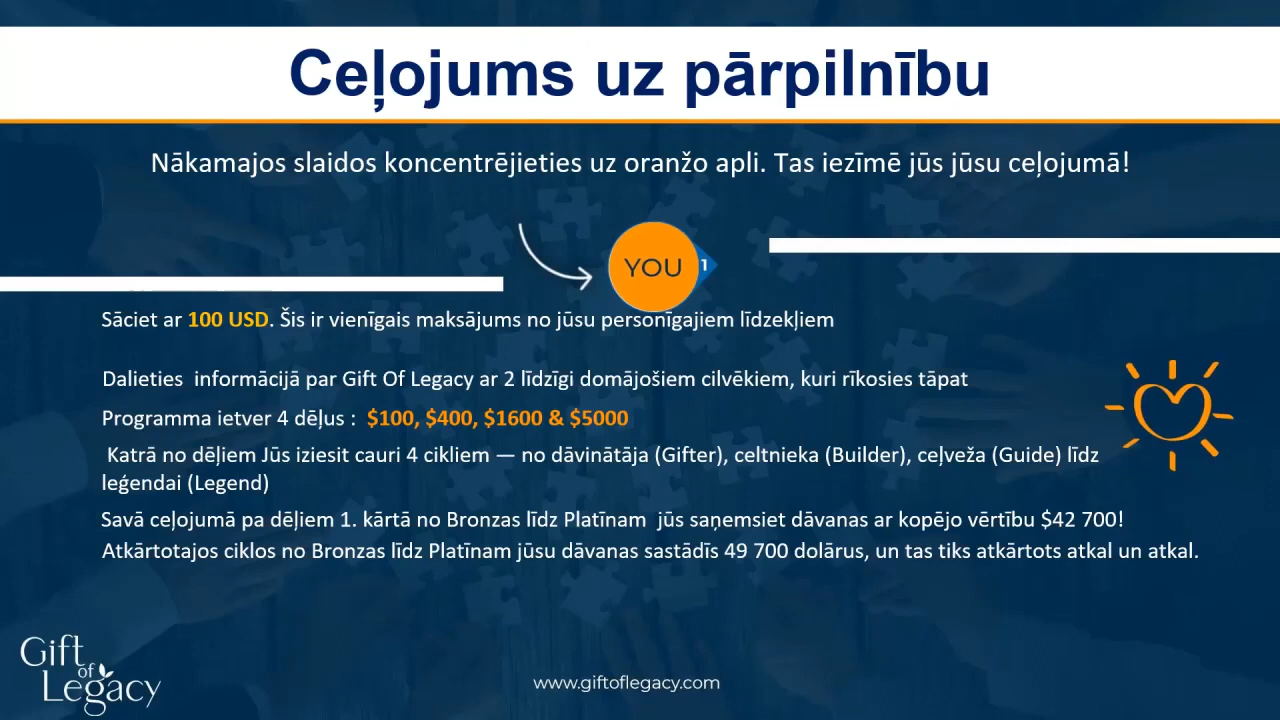 Ceļojums uz pārpilnību
Nākamajos slaidos koncentrējieties uz oranžo apli. Tas iezīmē jūs jūsu ceļojumā!
YOU 1
Sāciet ar 100 USD. Šis ir vienīgais maksājums no jūsu personīgajiem līdzekļiem
Dalieties informācijā par Gift Of Legacy ar 2 līdzīgi domājošiem cilvēkiem, kuri rīkosies tāpat
Programma ietver 4 dēļus : $100, $400, $1600 & $5000
Katrā no dēļiem Jūs iziesit cauri 4 cikliem — no dāvinātāja (Gifter), celtnieka (Builder), ceļveža (Guide) līdz
leģendai (Legend)
Savā ceļojumā pa dēļiem 1. kārtā no Bronzas līdz Platīnam jūs saņemsiet dāvanas ar kopējo vērtību $42 700!
Atkārtotajos ciklos no Bronzas līdz Platīnam jūsu dāvanas sastādīs 49 700 dolārus, un tas tiks atkārtots atkal un atkal.
Gift
of
Legacy
www.giftoflegacy.com